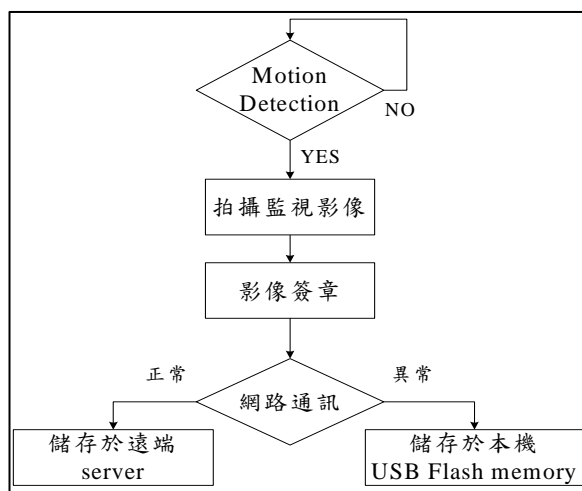 Motion
Detection
NO
YES
拍攝監視影像
影像簽章
正常
異常
網路通訊
儲存於遠端
server
儲存於本機
USB Flash memory